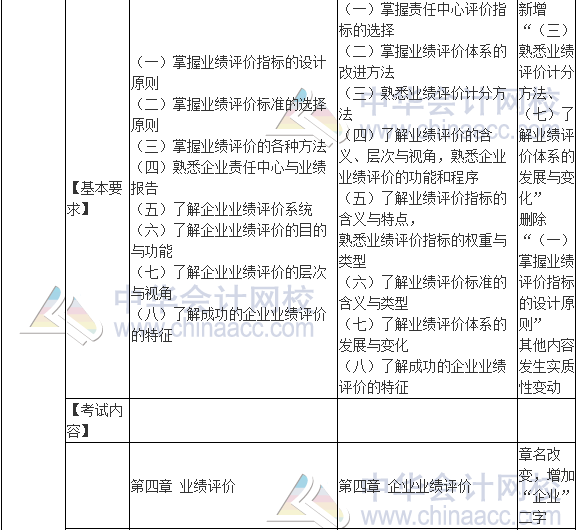 【基本要
求】
（一）掌握业绩评价指标的设计
原则
（二）掌握业绩评价标准的选择
原则
（三）掌握业绩评价的各种方法
（四）熟悉企业责任中心与业绩
报告
（五）了解企业业绩评价系统
（六）了解企业业绩评价的目的
与功能
（七）了解企业业绩评价的层次
与视角
（八）了解成功的企业业绩评价
的特征
（一）掌握责任中心评价指
标的选择
（二）掌握业绩评价体系的
改进方法
（三）熟悉业绩评价计分方
法
（四）了解业绩评价的含
义、层次与视角，熟悉企业
业绩评价的功能和程序
（五）了解业绩评价指标的
含义与特点，
熟悉业绩评价指标的权重与
类型
（六）了解业绩评价标准的
含义与类型
（七）了解业绩评价体系的
发展与变化
（八）了解成功的企业业绩
评价的特征
新增
“（三）
熟悉业绩
评价计分
方法、
（七）了
解业绩评
价体系的
发展与变
化”
删除
“（一）
掌握业绩
评价指标
的设计原
则”
其他内容
发生实质
性变动
【考试内
容】
第四章 业绩评价
第四章 企业业绩评价
章名改
变，增加
“企业”
二字
中华会计网校
www.chinaacc.com
中华会计网校
www.chinaacc.com
中华会计网校
www.chinaacc.com